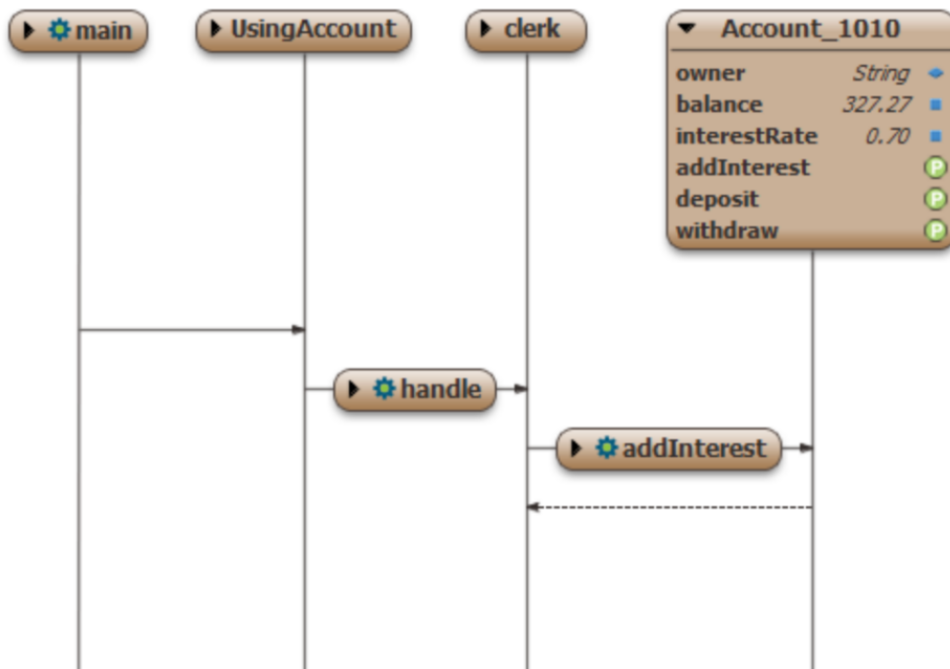 main
UsingAccount
clerk
Account_1010
owner String
balance 327.27
interestRate 0.70
addInterest P
deposit P
withdraw P
handle
addInterest